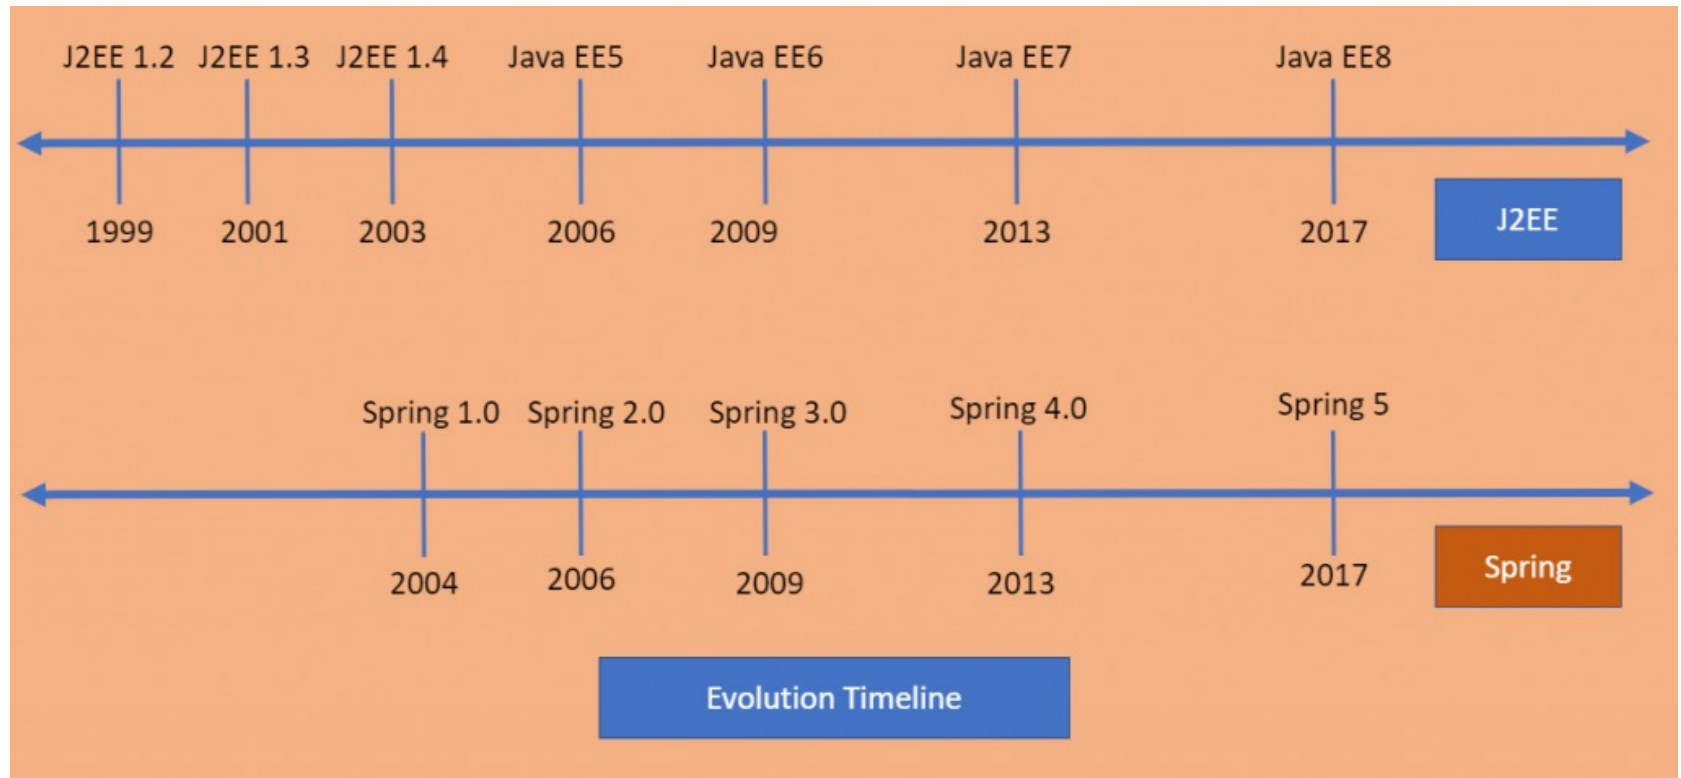 J2EE 1.2 J2EE 1.3 J2EE 1.4 Java EE5 Java EE6 Java EE7 Java EE8
1999 2001 2003 2006 2009 2013 2017
J2EE
Spring 1.0 Spring 2.0 Spring 3.0 Spring 4.0 Spring 5
2004 2006 2009 2013 2017
Spring
Evolution Timeline